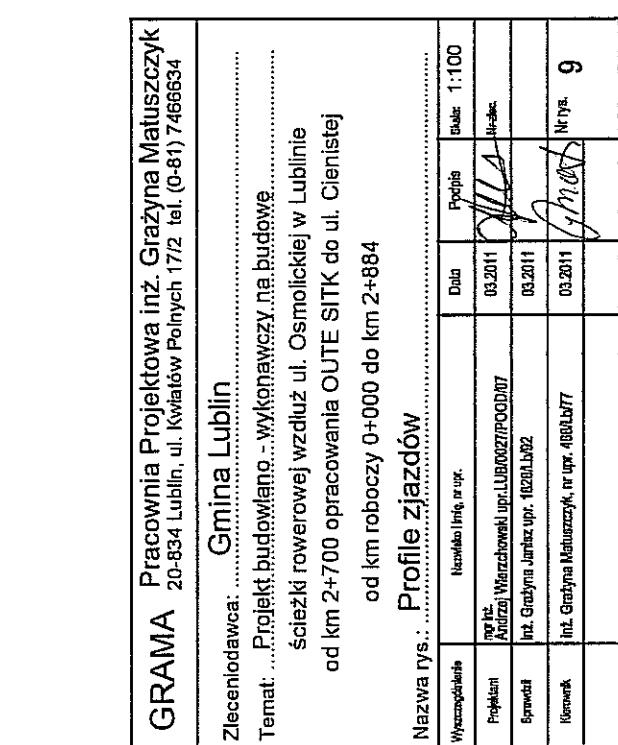 GRAMA Pracownia Projektowa inż. Grażyna Matuszczyk
20-834 Lublin, ul. Kwiatów Polnych 17/2 tel. (0-81) 7466634
Zleceniodawca: Gmina Lublin
Temat: Projekt budowlano - wykonawczy na budowę
ścieżki rowerowej wzdłuż ul. Osmolickiej w Lublinie
od km 2+700 opracowania OUTE SITK do ul. Cienistej
od km roboczy 0+000 do km 2+884
Nazwa rys.: Profile zjazdów
Wyszczególnienie Nazwisko i imię, nr upr. Data Podpis Skala: 1:100
Projektant mgr inż. Andrzej Wierzchowski upr.LUB/0027/POOD/07 03.2011 Nr zlec.
Sprawdził inż. Grażyna Janisz upr. 1626/Lb/92 03.2011
Kierownik inż. Grażyna Matuszczyk, nr upr. 468/Lb/77 03.2011 Nr rys. 9